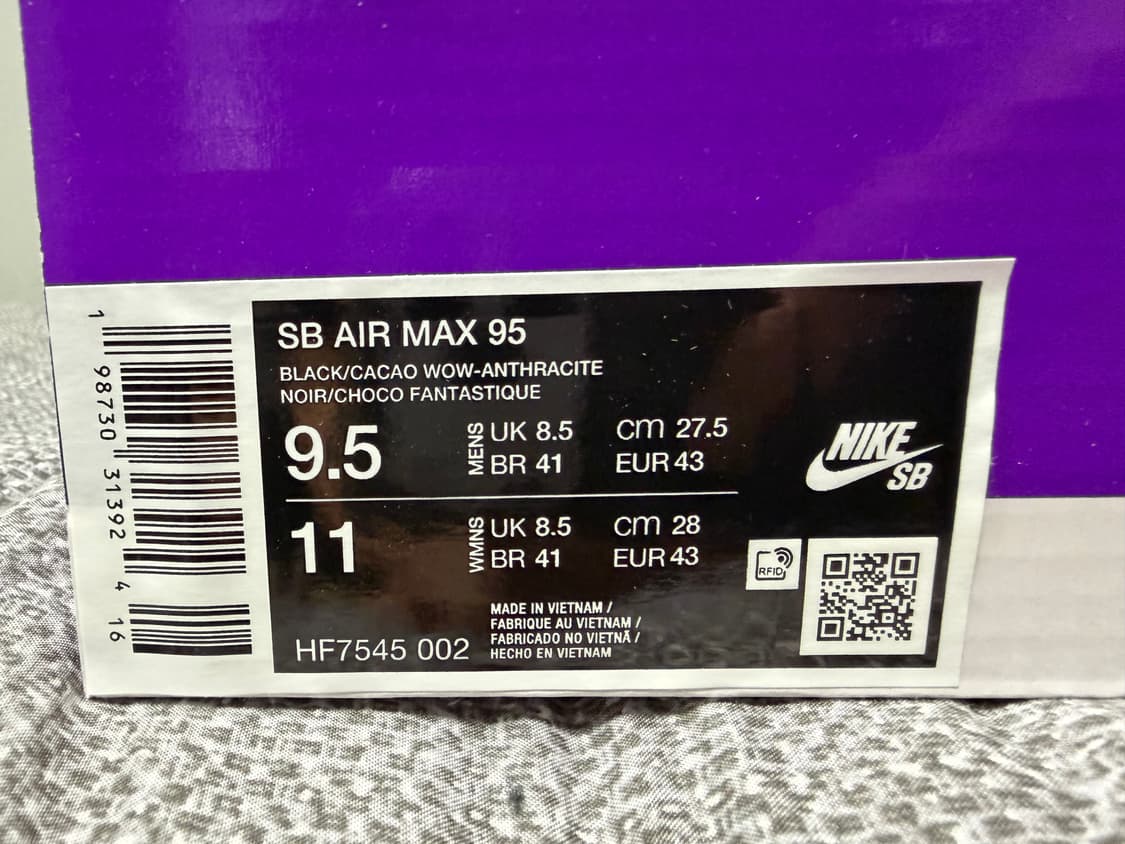 1 98730 31392 4 16
SB AIR MAX 95
BLACK/CACAO WOW-ANTHRACITE
NOIR/CHOCO FANTASTIQUE
9.5 MENS UK 8.5 cm 27.5
BR 41 EUR 43
11 WMNS UK 8.5 cm 28
BR 41 EUR 43
NIKE
SB
RFID
MADE IN VIETNAM /
FABRIQUE AU VIETNAM /
FABRICADO NO VIETNÃ /
HECHO EN VIETNAM
HF7545 002